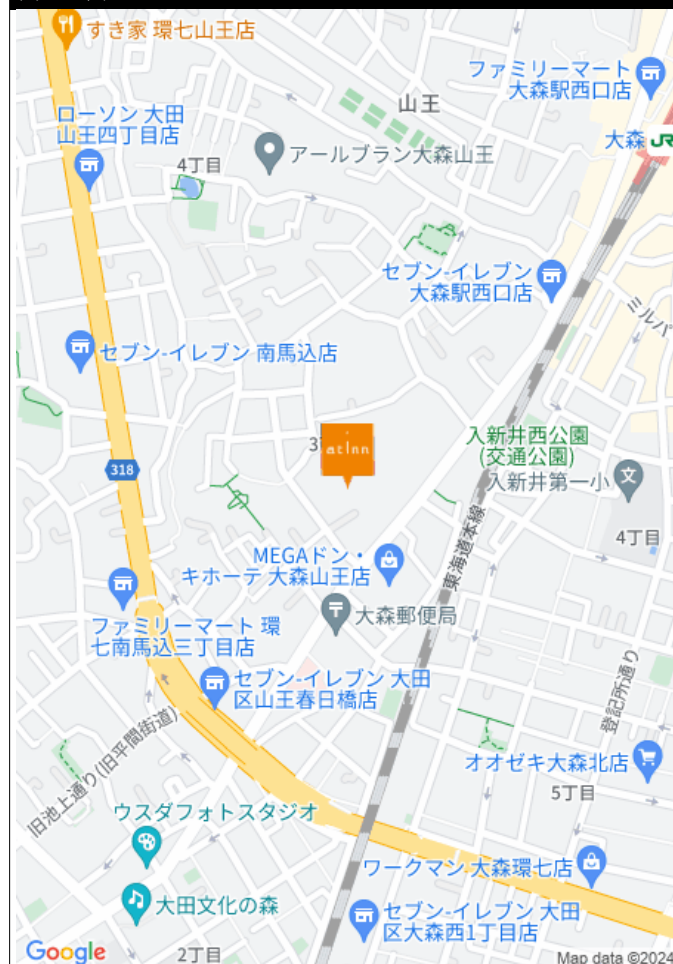 すき家 環七山王店
ファミリーマート
大森駅西口店
山王
ローソン 大田
山王四丁目店
大森 JR
4丁目
アールブラン大森山王
セブン-イレブン
大森駅西口店
ミルパ
セブン-イレブン 南馬込店
3
atInn
入新井西公園
(交通公園)
318
入新井第一小
文
4丁目
東海道本線
MEGAドン・
キホーテ 大森山王店
大森郵便局
ファミリーマート 環
七南馬込三丁目店
セブン-イレブン 大田
区山王春日橋店
登記所通り
旧池上通り(旧平間街道)
オオゼキ大森北店
5丁目
ウスダフォトスタジオ
ワークマン 大森環七店
大田文化の森
セブン-イレブン 大田
区大森西1丁目店
2丁目
Google
Map data ©2024